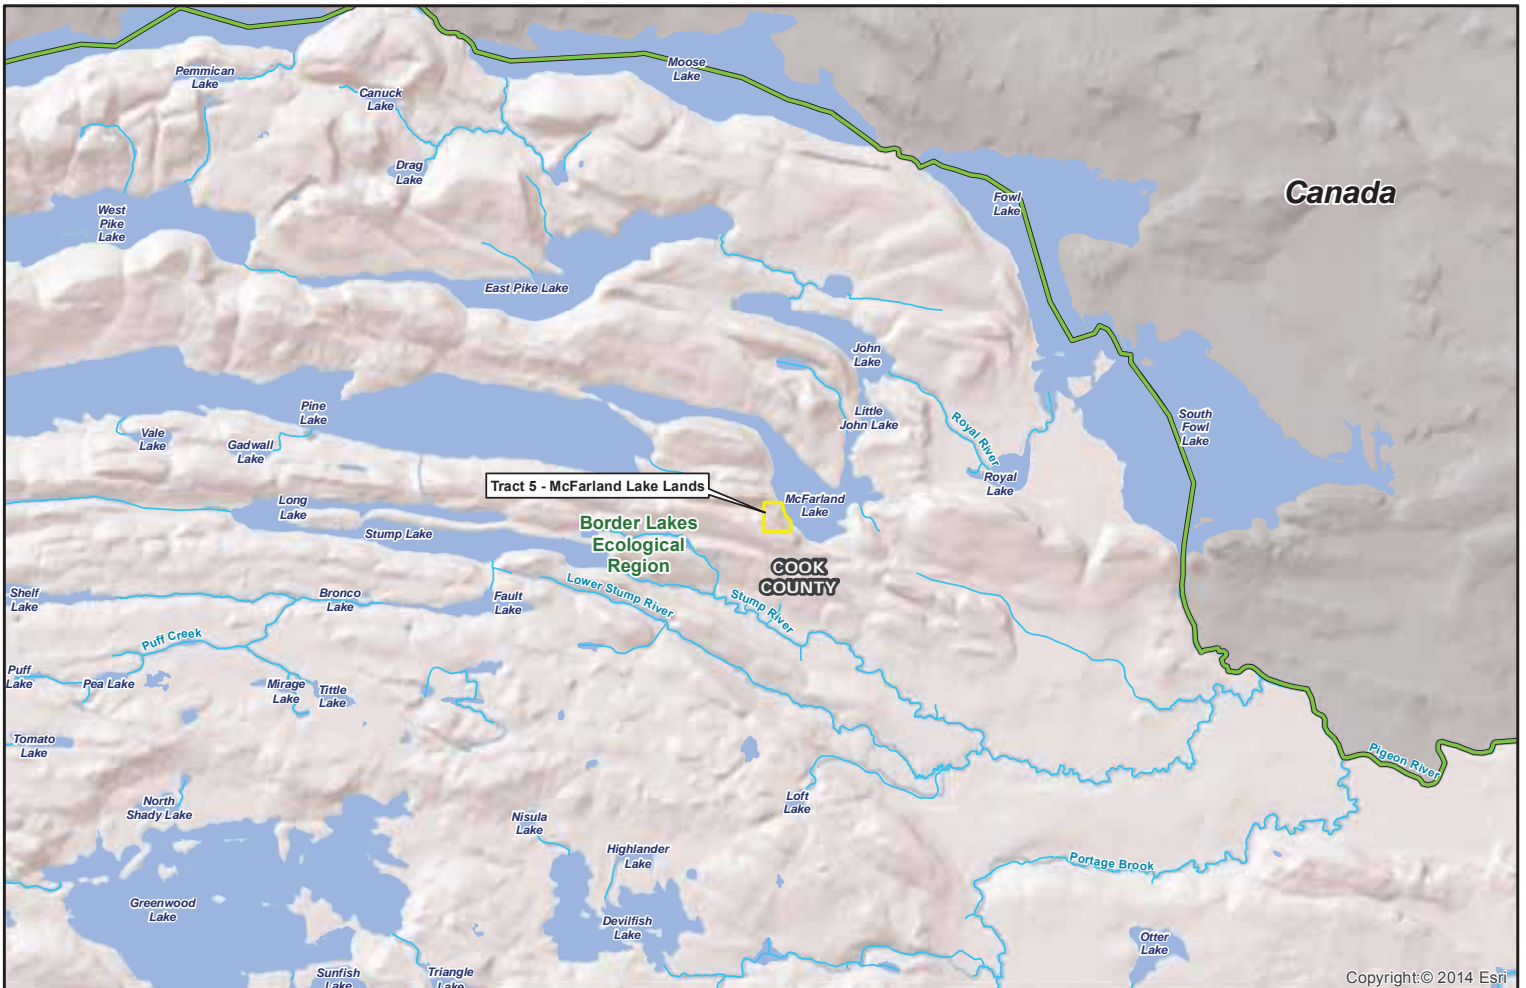 Moose
Lake
Pemmican
Lake
Canuck
Lake
Drag
Lake
Canada
Fowl
Lake
West
Pike
Lake
East Pike Lake
John
Lake
Pine
Lake
Little
John Lake
South
Fowl
Lake
Vale
Lake
Gadwall
Lake
Royal River
Royal
Lake
Tract 5 - McFarland Lake Lands
McFarland
Lake
Long
Lake
Stump Lake
Border Lakes
Ecological
Region
COOK
COUNTY
Shelf
Lake
Bronco
Lake
Fault
Lake
Lower Stump River
Stump River
Puff Creek
Puff
Lake
Pea Lake
Mirage
Lake
Tittle
Lake
Tomato
Lake
Pigeon River
North
Shady Lake
Loft
Lake
Nisula
Lake
Highlander
Lake
Portage Brook
Greenwood
Lake
Devilfish
Lake
Otter
Lake
Sunfish
Lake
Triangle
Lake
Copyright:© 2014 Esri